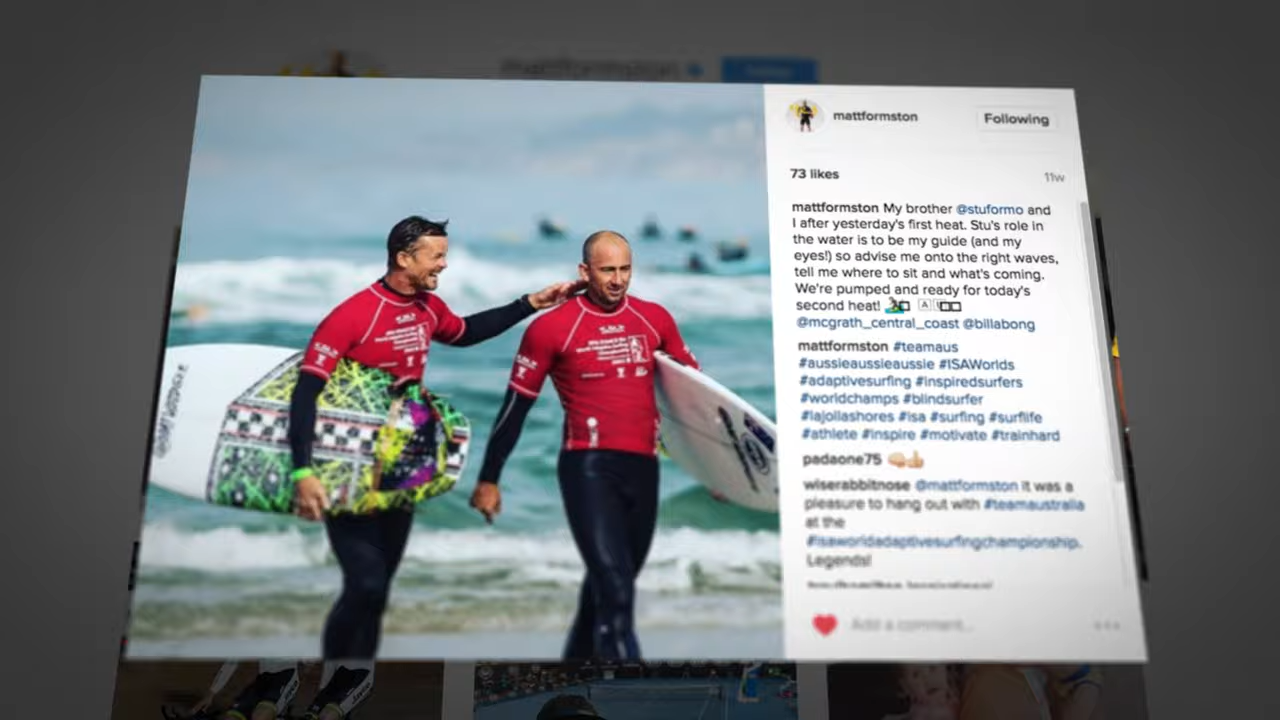 mattformston
Following
73 likes
11w
mattformston My brother @stuformo and
I after yesterday's first heat. Stu's role in
the water is to be my guide (and my
eyes!) so advise me onto the right waves,
tell me where to sit and what's coming.
We're pumped and ready for today's
second heat!
@mcgrath_central_coast @billabong
mattformston #teamaus
#aussieaussieaussie #ISAWorlds
#adaptivesurfing #inspiredsurfers
#worldchamps #blindsurfer
#lajollashores #isa #surfing #surflife
#athlete #inspire #motivate #trainhard
padaone75
wiserabbitnose @mattformston it was a
pleasure to hang out with #teamaustralia
at the
#isaworldadaptivesurfingchampionship.
Legends!
Add a comment...